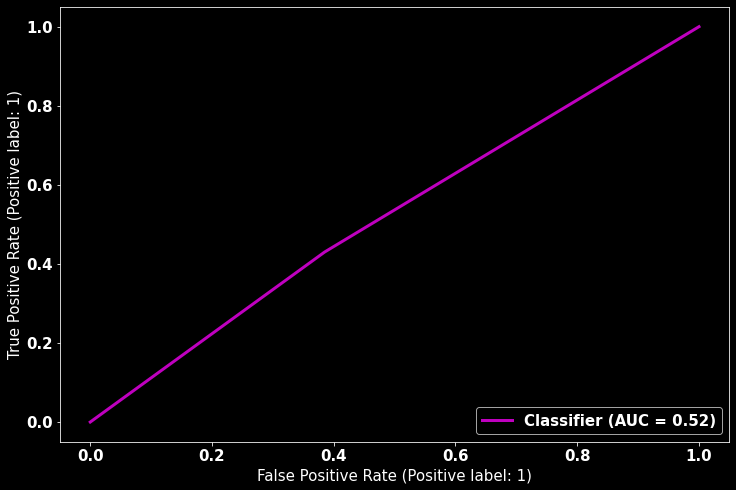 1.0
0.8
0.6
0.4
0.2
0.0
True Positive Rate (Positive label: 1)
Classifier (AUC = 0.52)
0.0 0.2 0.4 0.6 0.8 1.0
False Positive Rate (Positive label: 1)